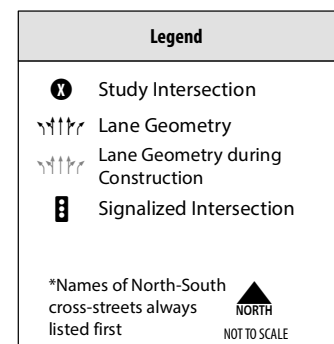 Legend
X Study Intersection
Lane Geometry
Lane Geometry during
Construction
Signalized Intersection
*Names of North-South
cross-streets always
listed first
NORTH
NOT TO SCALE